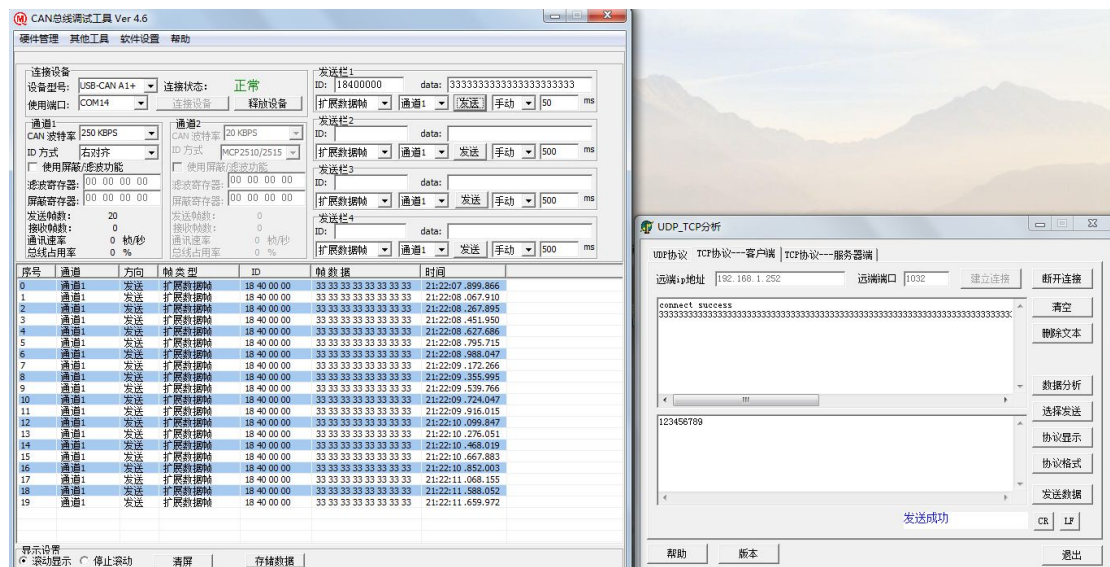 CAN总线调试工具 Ver 4.6
硬件管理 其他工具 软件设置 帮助
连接设备
设备型号: USB-CAN A1+ 连接状态: 正常
使用端口: COM14 连接设备 释放设备
通道1
CAN 波特率 250 KBPS
ID 方式 右对齐
使用屏蔽/滤波功能
滤波寄存器: 00 00 00 00
屏蔽寄存器: 00 00 00 00
发送帧数: 20
接收帧数: 0
通讯速率 0 帧/秒
总线占用率 0 %
通道2
CAN 波特率 20 KBPS
ID 方式 MCP2510/2515
使用屏蔽/滤波功能
滤波寄存器: 00 00 00 00
屏蔽寄存器: 00 00 00 00
发送帧数: 0
接收帧数: 0
通讯速率 0 帧/秒
总线占用率 0 %
发送栏1
ID: 18400000 data: 33333333333333333333333
扩展数据帧 通道1 发送 手动 50 ms
发送栏2
ID: data:
扩展数据帧 通道1 发送 手动 500 ms
发送栏3
ID: data:
扩展数据帧 通道1 发送 手动 500 ms
发送栏4
ID: data:
扩展数据帧 通道1 发送 手动 500 ms
序号 通道 方向 帧类型 ID 帧数据 时间
0 通道1 发送 扩展数据帧 18 40 00 00 33 33 33 33 33 33 33 33 21:22:07 .899.866
1 通道1 发送 扩展数据帧 18 40 00 00 33 33 33 33 33 33 33 33 21:22:08 .067.910
2 通道1 发送 扩展数据帧 18 40 00 00 33 33 33 33 33 33 33 33 21:22:08 .267.895
3 通道1 发送 扩展数据帧 18 40 00 00 33 33 33 33 33 33 33 33 21:22:08 .451.950
4 通道1 发送 扩展数据帧 18 40 00 00 33 33 33 33 33 33 33 33 21:22:08 .627.686
5 通道1 发送 扩展数据帧 18 40 00 00 33 33 33 33 33 33 33 33 21:22:08 .795.715
6 通道1 发送 扩展数据帧 18 40 00 00 33 33 33 33 33 33 33 33 21:22:08 .988.047
7 通道1 发送 扩展数据帧 18 40 00 00 33 33 33 33 33 33 33 33 21:22:09 .172.266
8 通道1 发送 扩展数据帧 18 40 00 00 33 33 33 33 33 33 33 33 21:22:09 .355.995
9 通道1 发送 扩展数据帧 18 40 00 00 33 33 33 33 33 33 33 33 21:22:09 .539.766
10 通道1 发送 扩展数据帧 18 40 00 00 33 33 33 33 33 33 33 33 21:22:09 .724.047
11 通道1 发送 扩展数据帧 18 40 00 00 33 33 33 33 33 33 33 33 21:22:09 .916.015
12 通道1 发送 扩展数据帧 18 40 00 00 33 33 33 33 33 33 33 33 21:22:10 .099.847
13 通道1 发送 扩展数据帧 18 40 00 00 33 33 33 33 33 33 33 33 21:22:10 .276.051
14 通道1 发送 扩展数据帧 18 40 00 00 33 33 33 33 33 33 33 33 21:22:10 .468.019
15 通道1 发送 扩展数据帧 18 40 00 00 33 33 33 33 33 33 33 33 21:22:10 .667.883
16 通道1 发送 扩展数据帧 18 40 00 00 33 33 33 33 33 33 33 33 21:22:10 .852.003
17 通道1 发送 扩展数据帧 18 40 00 00 33 33 33 33 33 33 33 33 21:22:11 .068.155
18 通道1 发送 扩展数据帧 18 40 00 00 33 33 33 33 33 33 33 33 21:22:11 .588.052
19 通道1 发送 扩展数据帧 18 40 00 00 33 33 33 33 33 33 33 33 21:22:11 .659.972
显示设置
滚动显示 停止滚动 清屏 存储数据
UDP_TCP分析
UDP协议 TCP协议---客户端 TCP协议---服务器端
远端ip地址 192.168.1.252 远端端口 1032 建立连接 断开连接
connect success
清空
删除文本
数据分析
选择发送
123456789
协议显示
协议格式
发送数据
发送成功 CR LF
帮助 版本 退出